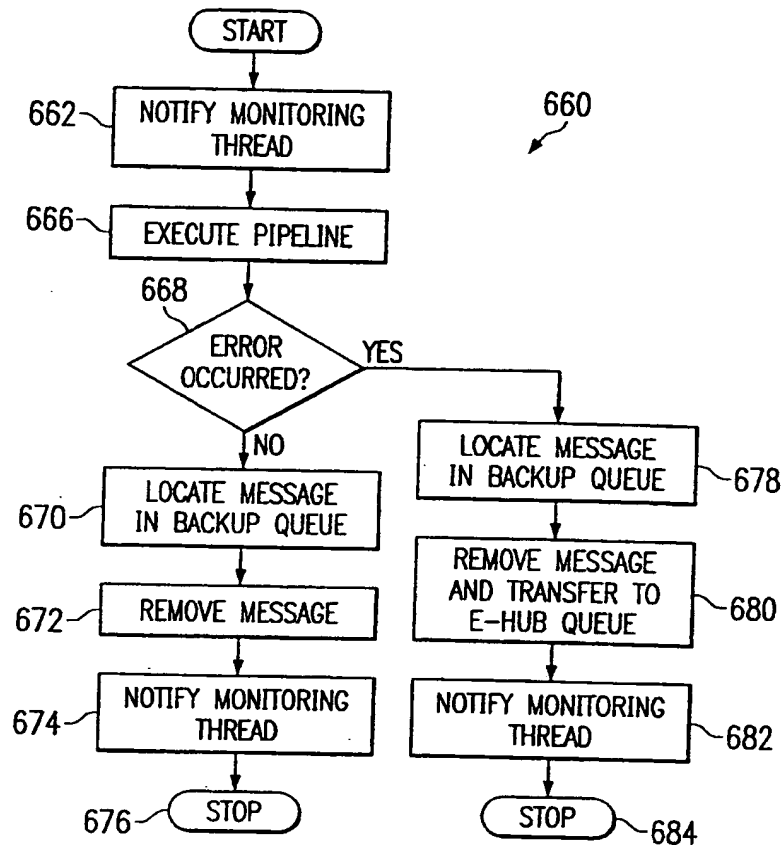 START
662
NOTIFY MONITORING
THREAD
660
666
EXECUTE PIPELINE
668
ERROR
OCCURRED?
YES
NO
670
LOCATE MESSAGE
IN BACKUP QUEUE
672
REMOVE MESSAGE
674
NOTIFY MONITORING
THREAD
676
STOP
LOCATE MESSAGE
IN BACKUP QUEUE
678
REMOVE MESSAGE
AND TRANSFER TO
E-HUB QUEUE
680
NOTIFY MONITORING
THREAD
682
STOP
684